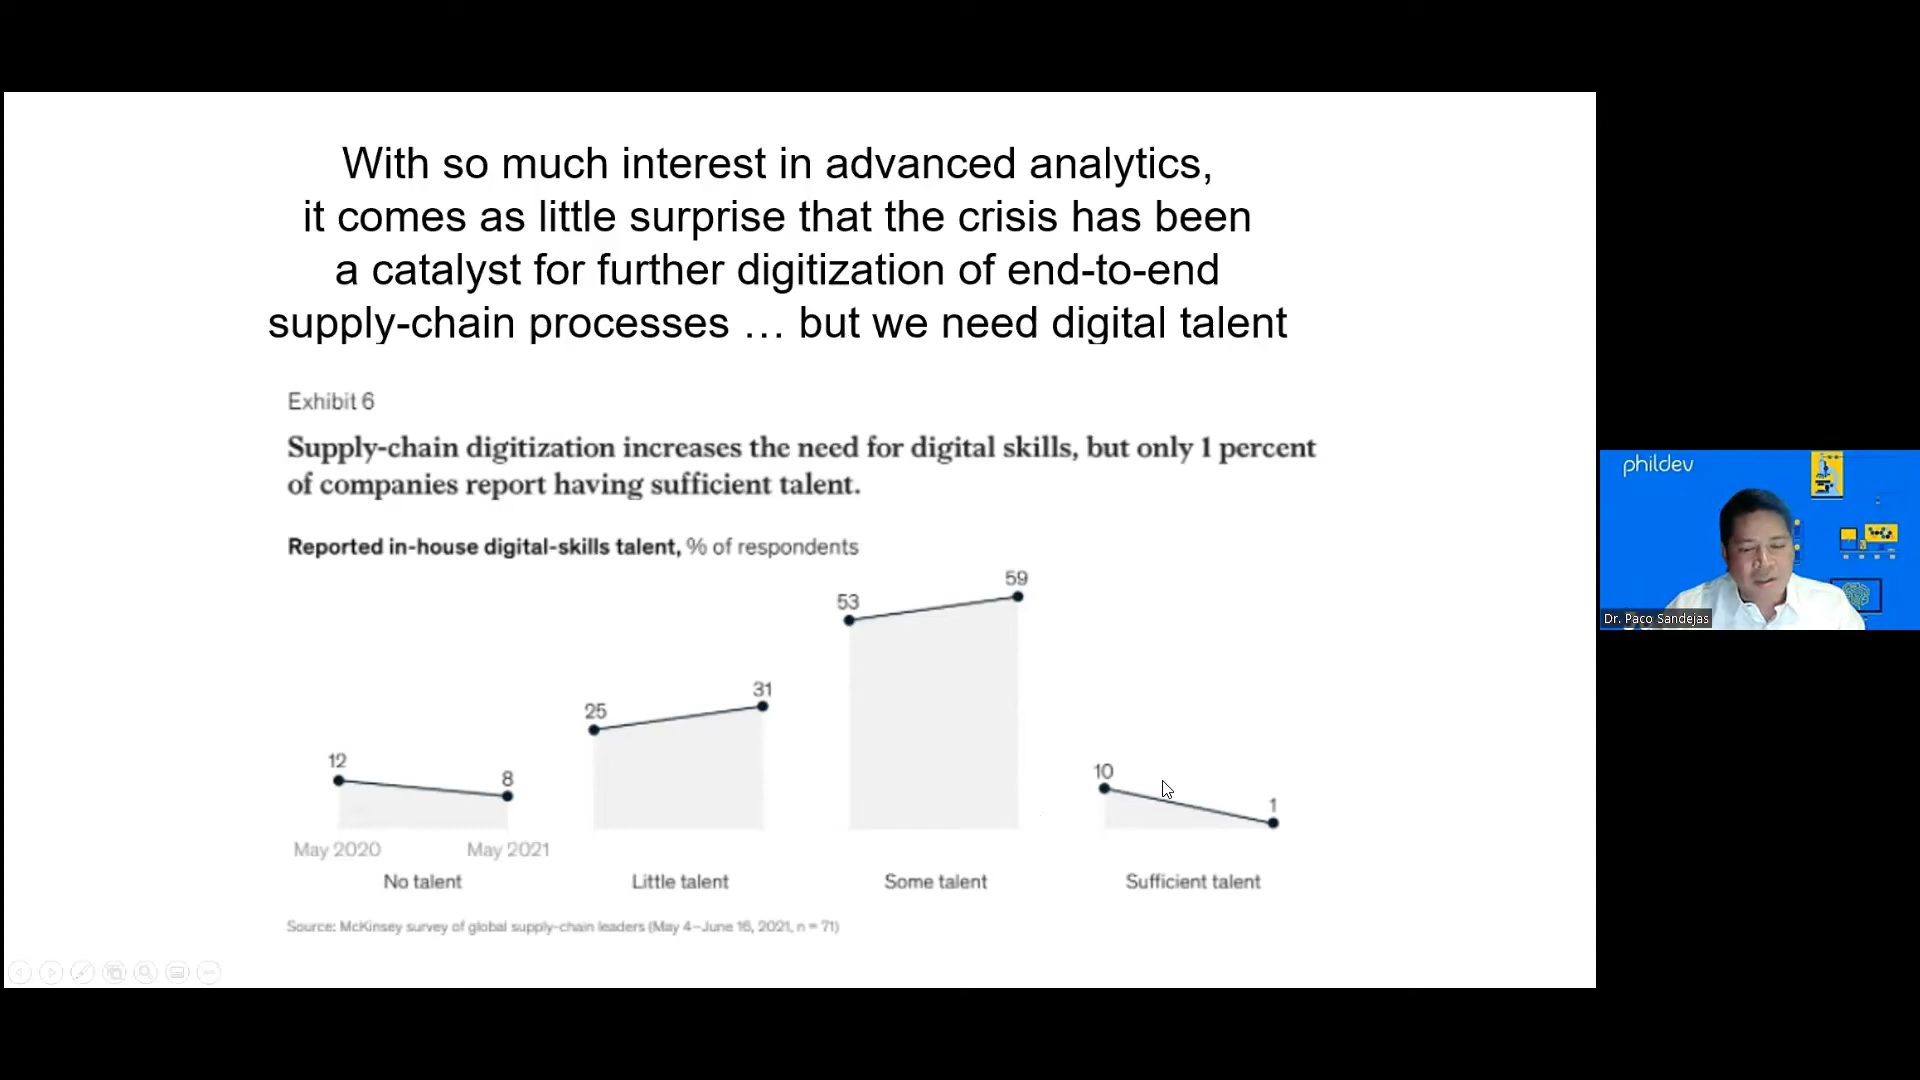 With so much interest in advanced analytics,
it comes as little surprise that the crisis has been
a catalyst for further digitization of end-to-end
supply-chain processes … but we need digital talent
Exhibit 6
Supply-chain digitization increases the need for digital skills, but only 1 percent
of companies report having sufficient talent.
Reported in-house digital-skills talent, % of respondents
12
8
25
31
53
59
10
1
May 2020
May 2021
No talent
Little talent
Some talent
Sufficient talent
Source: McKinsey survey of global supply-chain leaders (May 4–June 16, 2021, n = 71)
phildev
Dr. Paco Sandejas